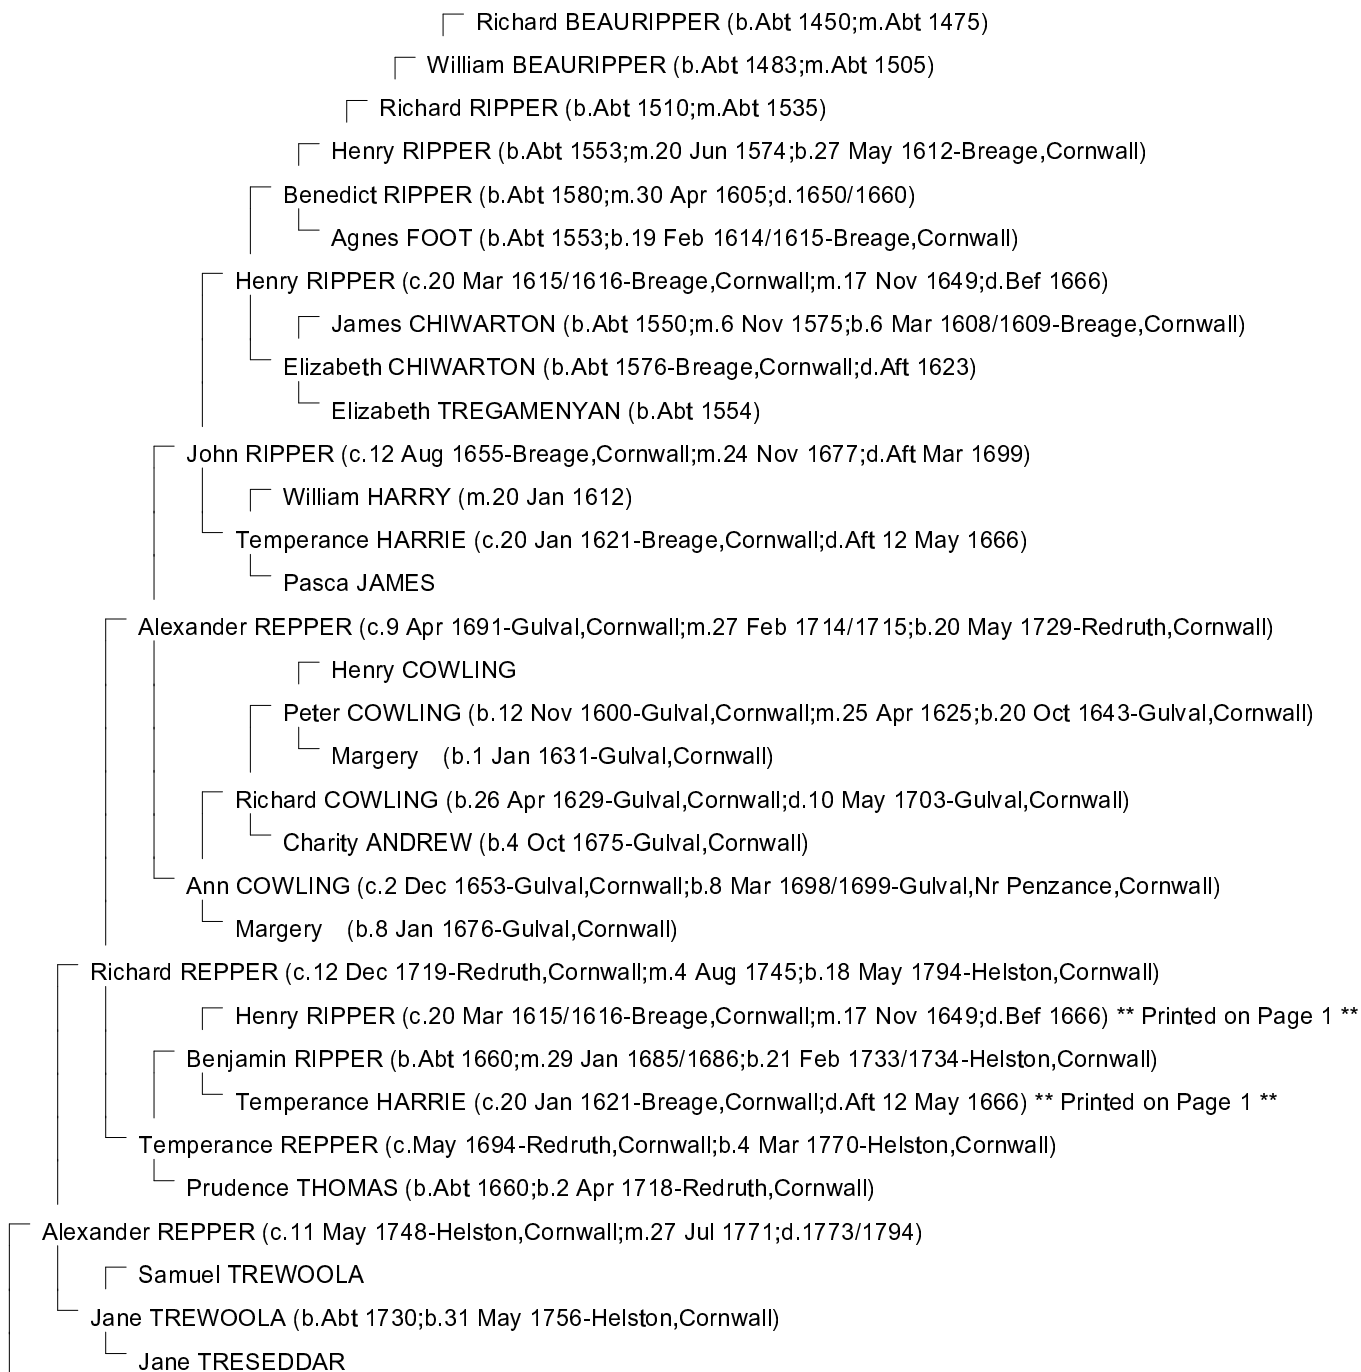 Richard BEAURIPPER (b.Abt 1450;m.Abt 1475)
William BEAURIPPER (b.Abt 1483;m.Abt 1505)
Richard RIPPER (b.Abt 1510;m.Abt 1535)
Henry RIPPER (b.Abt 1553;m.20 Jun 1574;b.27 May 1612-Breage,Cornwall)
Benedict RIPPER (b.Abt 1580;m.30 Apr 1605;d.1650/1660)
Agnes FOOT (b.Abt 1553;b.19 Feb 1614/1615-Breage,Cornwall)
Henry RIPPER (c.20 Mar 1615/1616-Breage,Cornwall;m.17 Nov 1649;d.Bef 1666)
James CHIWARTON (b.Abt 1550;m.6 Nov 1575;b.6 Mar 1608/1609-Breage,Cornwall)
Elizabeth CHIWARTON (b.Abt 1576-Breage,Cornwall;d.Aft 1623)
Elizabeth TREGAMENYAN (b.Abt 1554)
John RIPPER (c.12 Aug 1655-Breage,Cornwall;m.24 Nov 1677;d.Aft Mar 1699)
William HARRY (m.20 Jan 1612)
Temperance HARRIE (c.20 Jan 1621-Breage,Cornwall;d.Aft 12 May 1666)
Pasca JAMES
Alexander REPPER (c.9 Apr 1691-Gulval,Cornwall;m.27 Feb 1714/1715;b.20 May 1729-Redruth,Cornwall)
Henry COWLING
Peter COWLING (b.12 Nov 1600-Gulval,Cornwall;m.25 Apr 1625;b.20 Oct 1643-Gulval,Cornwall)
Margery (b.1 Jan 1631-Gulval,Cornwall)
Richard COWLING (b.26 Apr 1629-Gulval,Cornwall;d.10 May 1703-Gulval,Cornwall)
Charity ANDREW (b.4 Oct 1675-Gulval,Cornwall)
Ann COWLING (c.2 Dec 1653-Gulval,Cornwall;b.8 Mar 1698/1699-Gulval,Nr Penzance,Cornwall)
Margery (b.8 Jan 1676-Gulval,Cornwall)
Richard REPPER (c.12 Dec 1719-Redruth,Cornwall;m.4 Aug 1745;b.18 May 1794-Helston,Cornwall)
Henry RIPPER (c.20 Mar 1615/1616-Breage,Cornwall;m.17 Nov 1649;d.Bef 1666) ** Printed on Page 1 **
Benjamin RIPPER (b.Abt 1660;m.29 Jan 1685/1686;b.21 Feb 1733/1734-Helston,Cornwall)
Temperance HARRIE (c.20 Jan 1621-Breage,Cornwall;d.Aft 12 May 1666) ** Printed on Page 1 **
Temperance REPPER (c.May 1694-Redruth,Cornwall;b.4 Mar 1770-Helston,Cornwall)
Prudence THOMAS (b.Abt 1660;b.2 Apr 1718-Redruth,Cornwall)
Alexander REPPER (c.11 May 1748-Helston,Cornwall;m.27 Jul 1771;d.1773/1794)
Samuel TREWOOLA
Jane TREWOOLA (b.Abt 1730;b.31 May 1756-Helston,Cornwall)
Jane TRESEDDAR